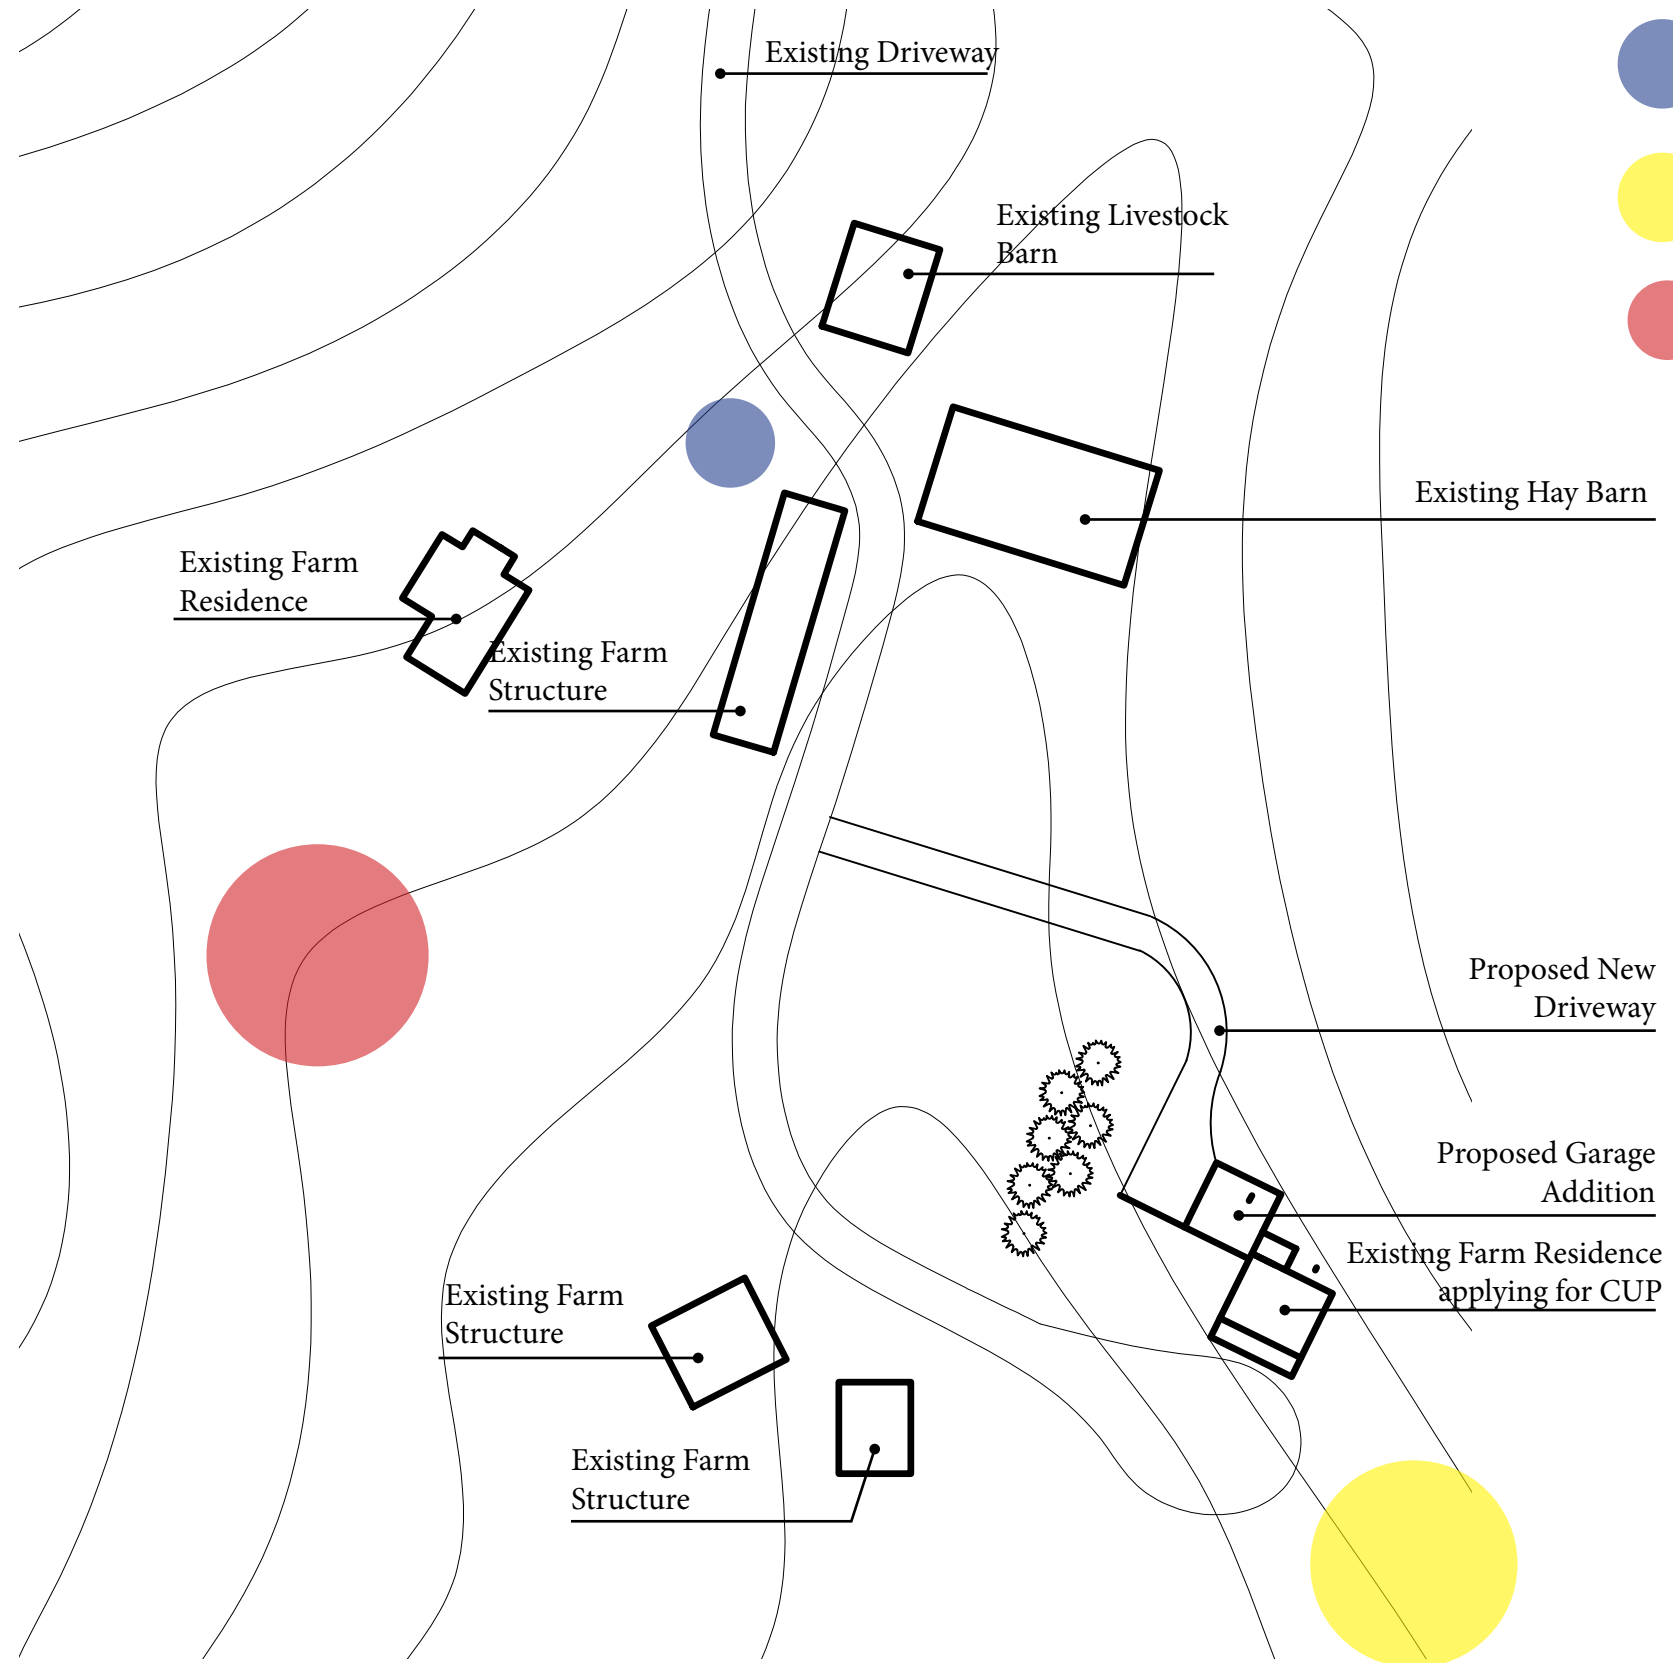 Existing Driveway
Existing Livestock
Barn
Existing Hay Barn
Existing Farm
Residence
Existing Farm
Structure
Proposed New
Driveway
Proposed Garage
Addition
Existing Farm Residence
applying for CUP
Existing Farm
Structure
Existing Farm
Structure